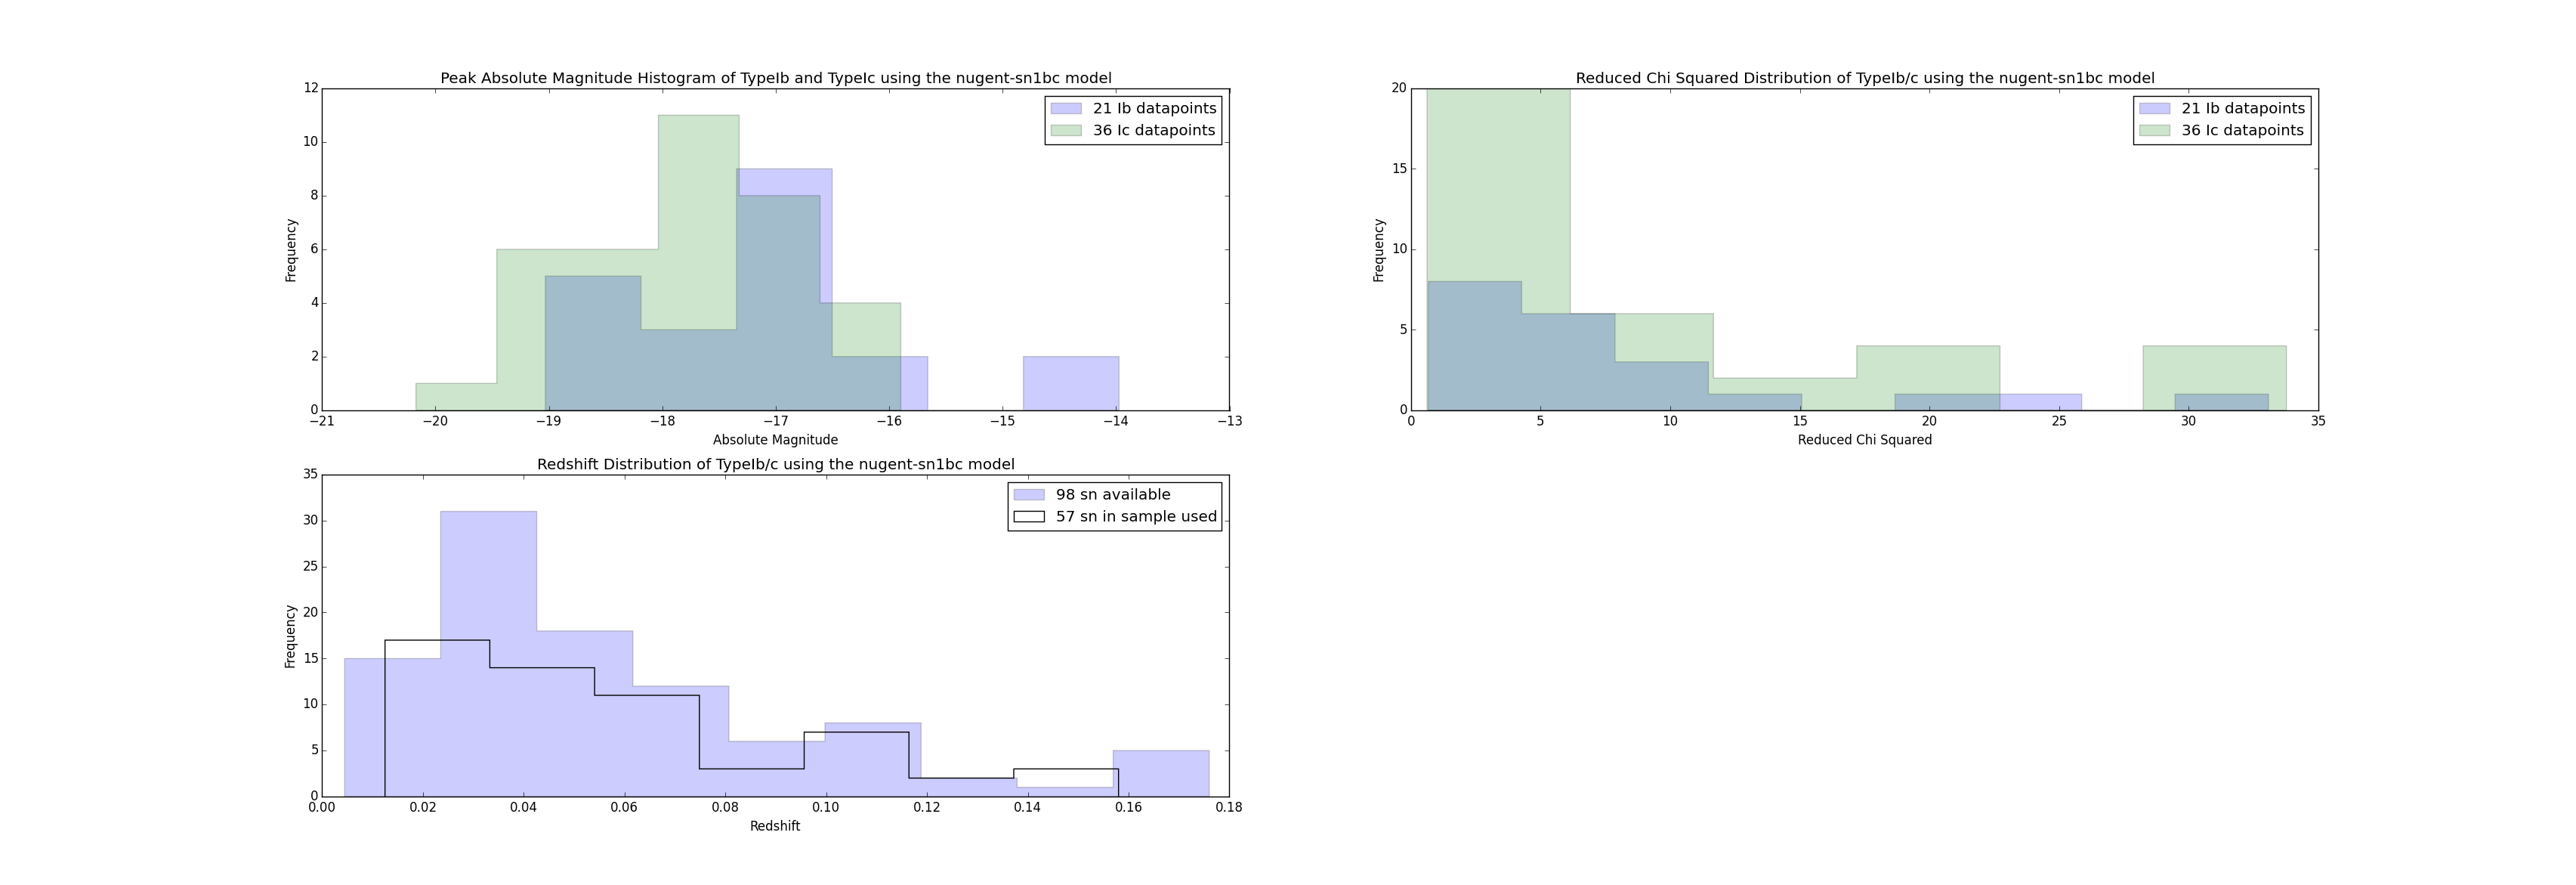 Peak Absolute Magnitude Histogram of TypeIb and TypeIc using the nugent-sn1bc model
12
10
8
6
4
2
0
Frequency
21 Ib datapoints
36 Ic datapoints
−21 −20 −19 −18 −17 −16 −15 −14 −13
Absolute Magnitude
Reduced Chi Squared Distribution of TypeIb/c using the nugent-sn1bc model
20
15
10
5
0
Frequency
21 Ib datapoints
36 Ic datapoints
0 5 10 15 20 25 30 35
Reduced Chi Squared
Redshift Distribution of TypeIb/c using the nugent-sn1bc model
35
30
25
20
15
10
5
0
Frequency
98 sn available
57 sn in sample used
0.00 0.02 0.04 0.06 0.08 0.10 0.12 0.14 0.16 0.18
Redshift